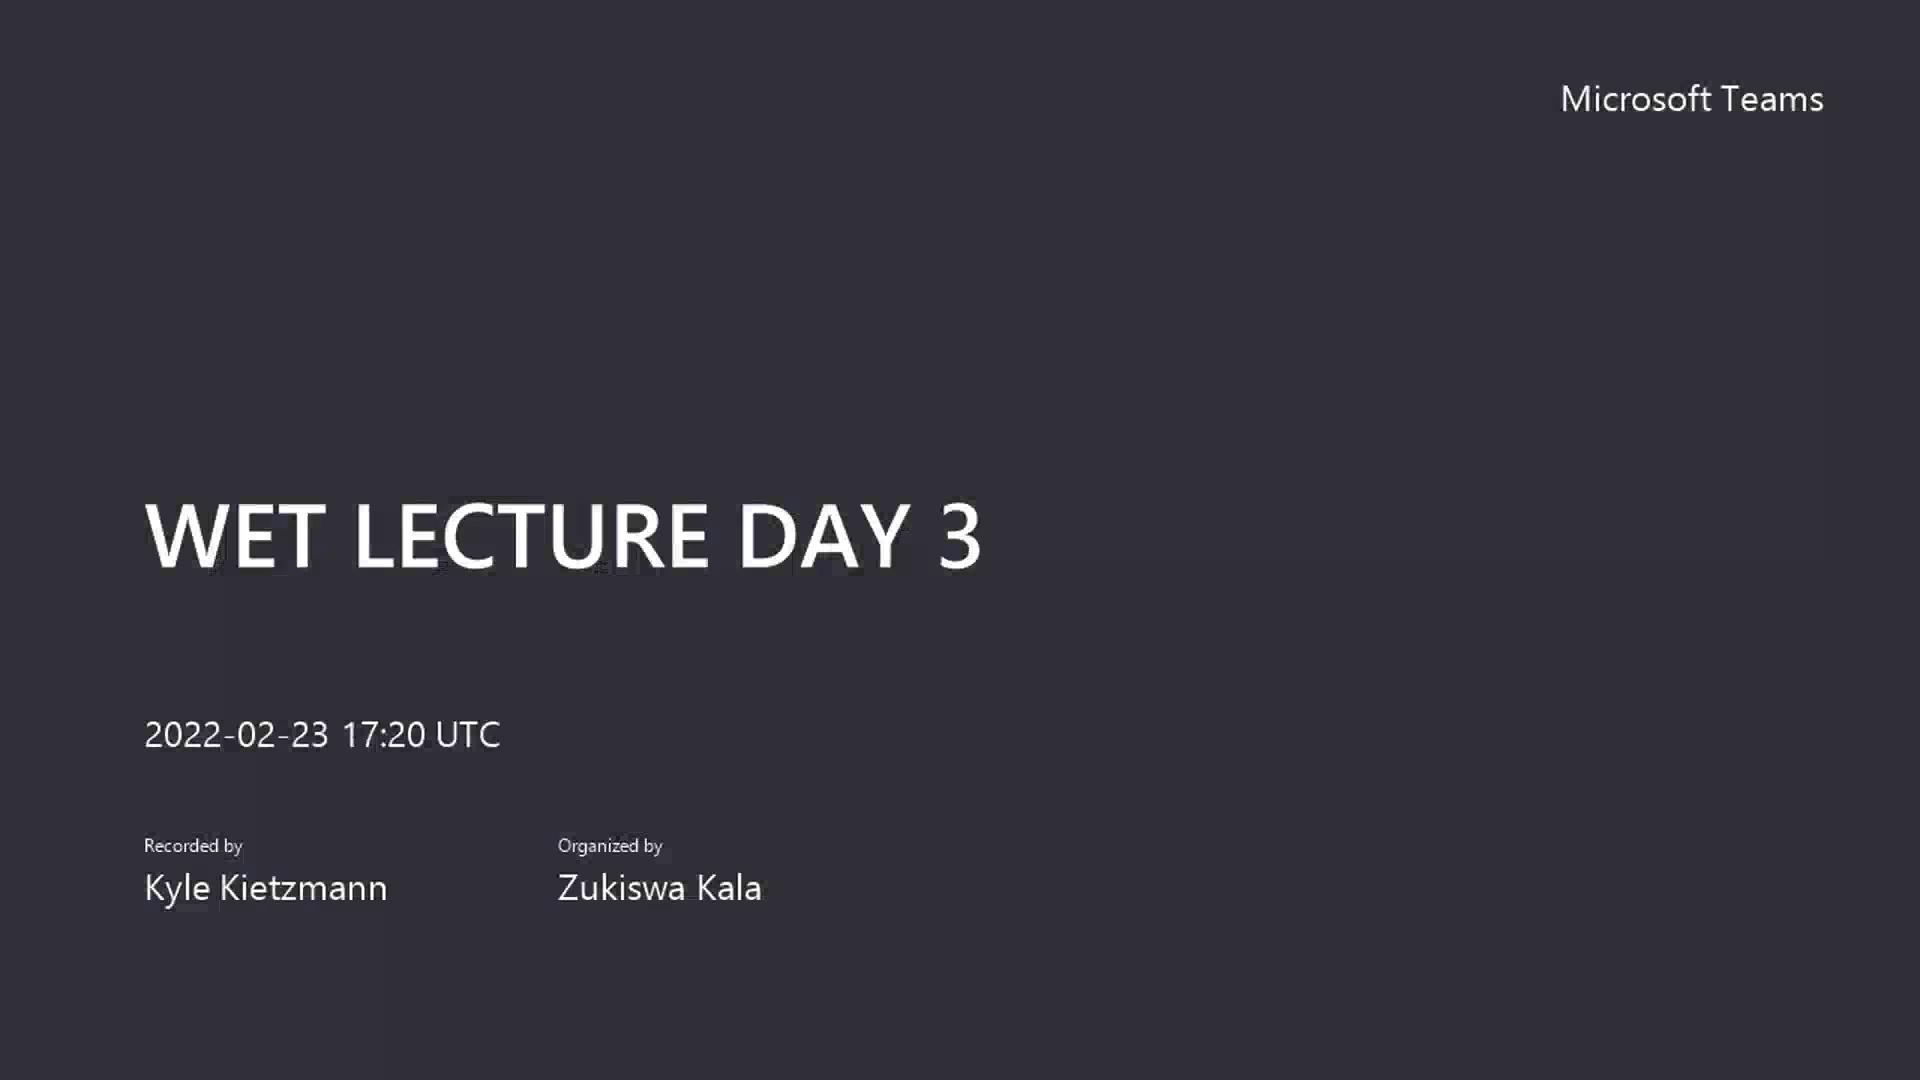 Microsoft Teams
WET LECTURE DAY 3
2022-02-23 17:20 UTC
Recorded by
Kyle Kietzmann
Organized by
Zukiswa Kala